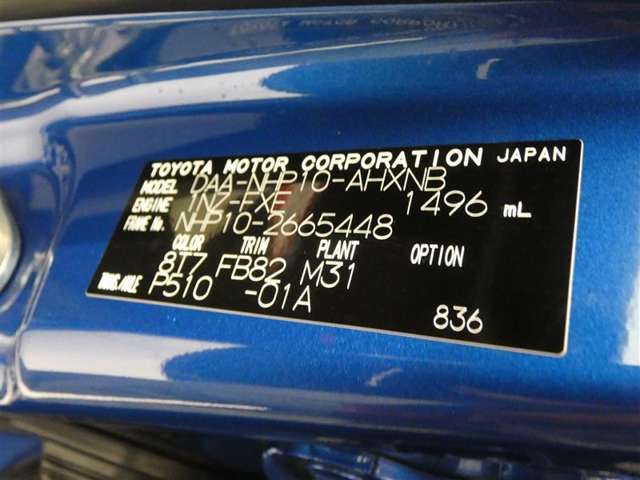 TOYOTA MOTOR CORPORATION JAPAN
MODEL DAA-NHP10-AHXNB
ENGINE 1NZ-FXE 1496 mL
FRAME No. NHP10-2665448
COLOR TRIM PLANT OPTION
8T7 FB82 M31
TRANS./AXLE P510 -01A
836